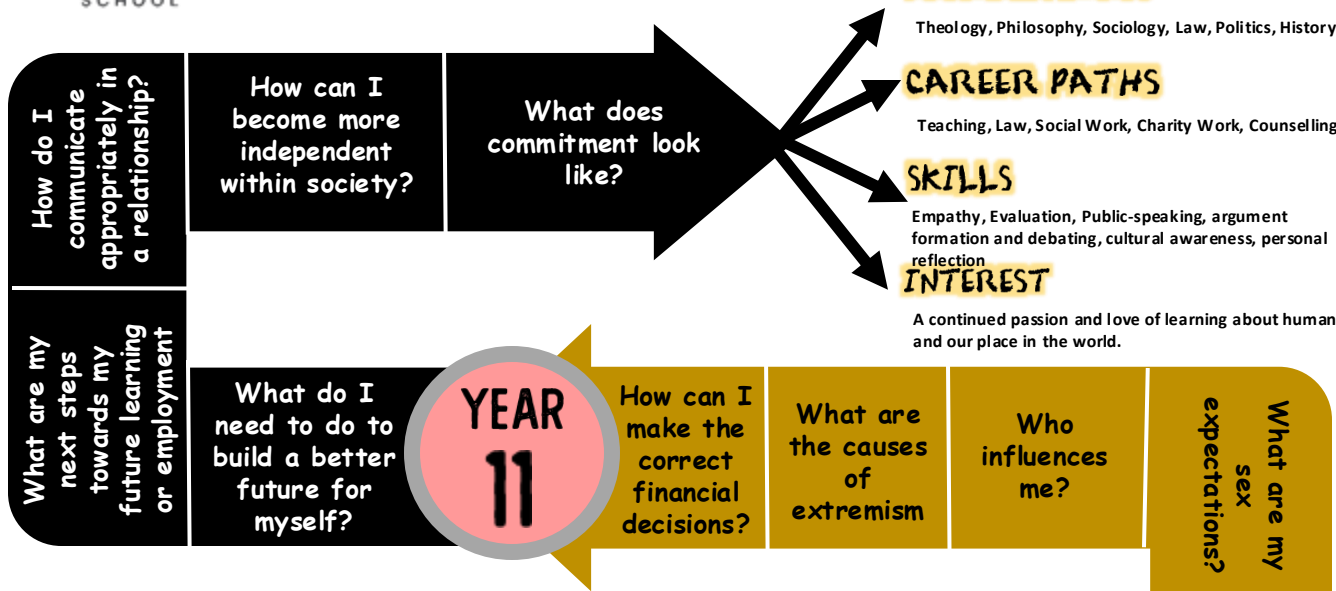 SCHOOL
Theology, Philosophy, Sociology, Law, Politics, History
CAREER PATHS
Teaching, Law, Social Work, Charity Work, Counselling
SKILLS
Empathy, Evaluation, Public-speaking, argument
formation and debating, cultural awareness, personal
reflection
INTEREST
A continued passion and love of learning about human
and our place in the world.
How do I
communicate
appropriately in
a relationship?
How can I
become more
independent
within society?
What does
commitment look
like?
What are my
next steps
towards my
future learning
or employment
What do I
need to do to
build a better
future for
myself?
YEAR
11
How can I
make the
correct
financial
decisions?
What are
the causes
of
extremism
Who
influences
me?
What are my
sex
expectations?